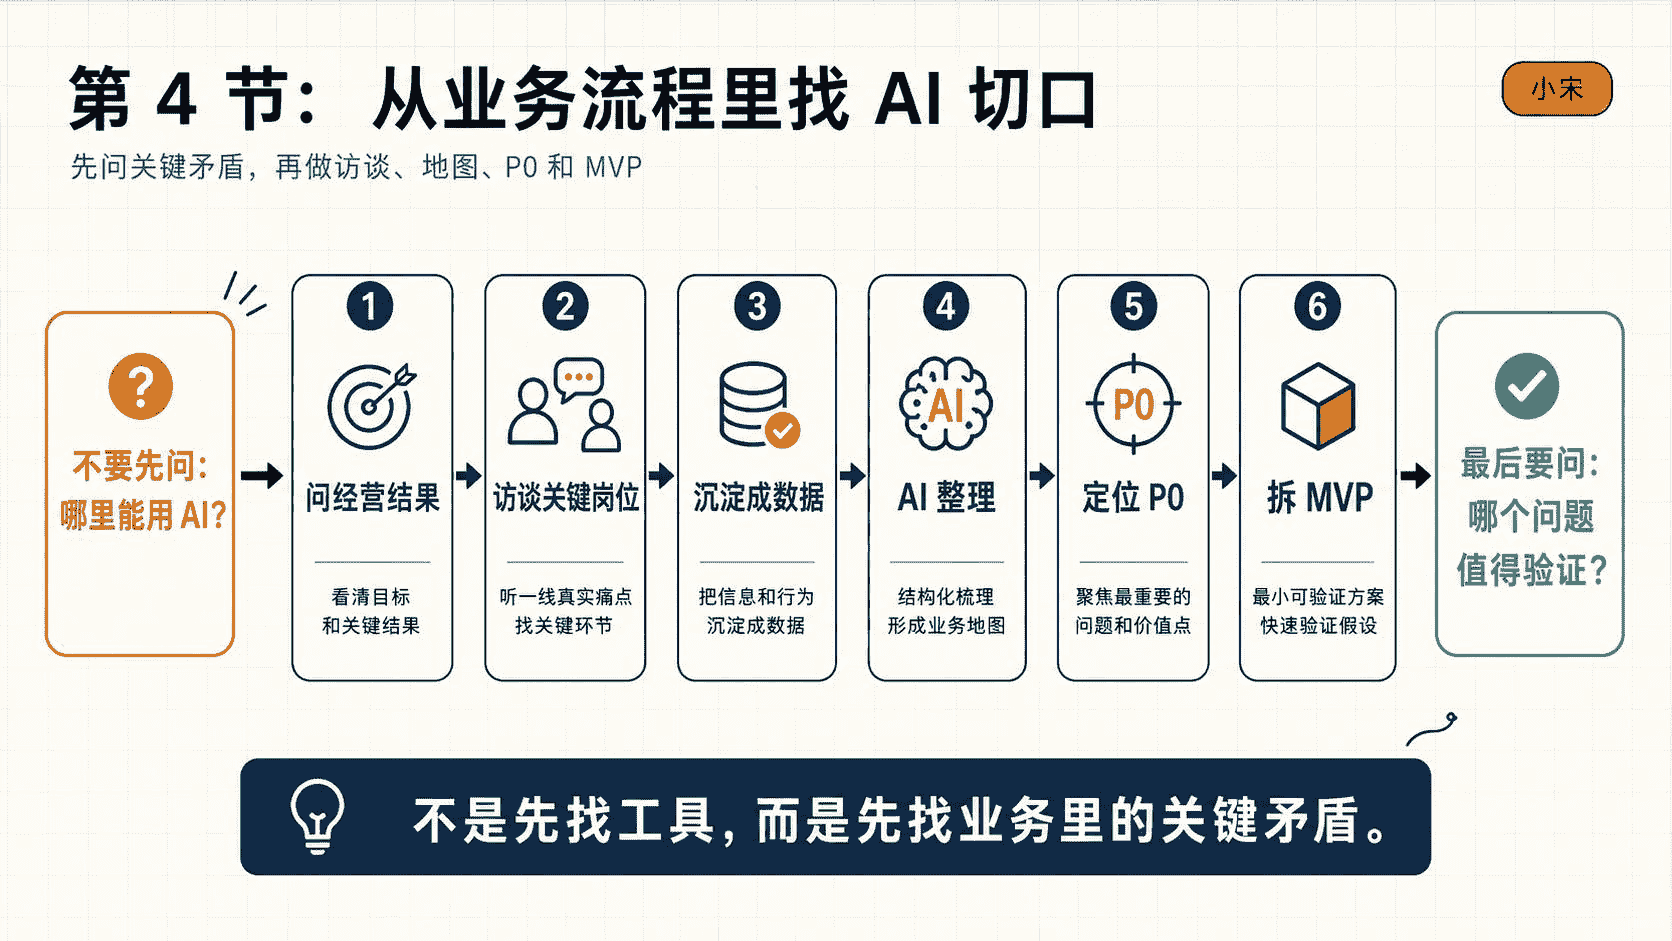 第 4 节： 从业务流程里找 AI 切口
小宋
先问关键矛盾，再做访谈、地图、P0 和 MVP
?
不要先问：
哪里能用 AI？
1
问经营结果
看清目标
和关键结果
2
访谈关键岗位
听一线真实痛点
找关键环节
3
沉淀成数据
把信息和行为
沉淀成数据
4
AI
AI 整理
结构化梳理
形成业务地图
5
P0
定位 P0
聚焦最重要的
问题和价值点
6
拆 MVP
最小可验证方案
快速验证假设
最后要问：
哪个问题
值得验证？
不是先找工具，而是先找业务里的关键矛盾。